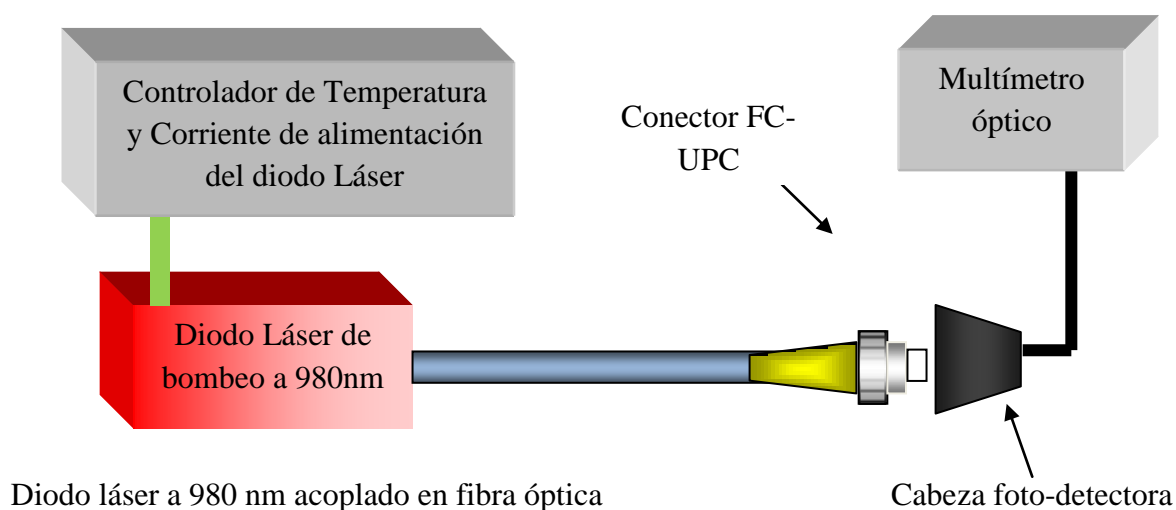 Controlador de Temperatura
y Corriente de alimentación
del diodo Láser
Multímetro
óptico
Conector FC-
UPC
Diodo Láser de
bombeo a 980nm
Diodo láser a 980 nm acoplado en fibra óptica
Cabeza foto-detectora